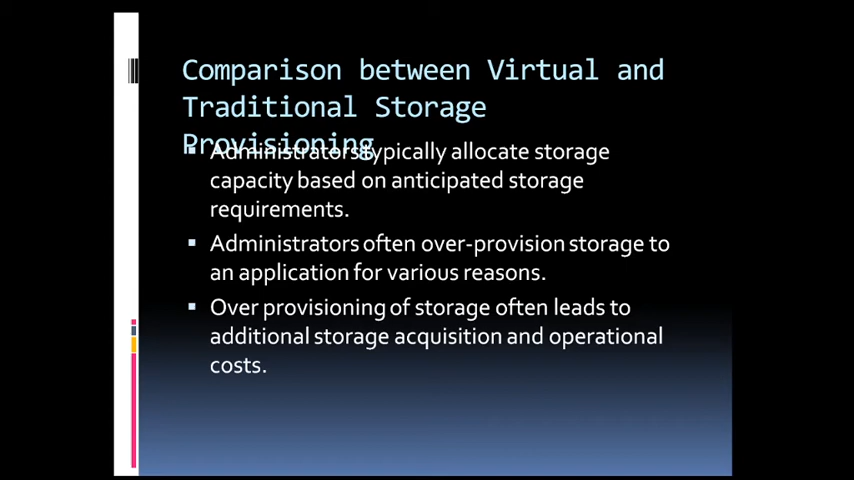 Comparison between Virtual and
Traditional Storage
Provisioning
▪ Administrators typically allocate storage
capacity based on anticipated storage
requirements.
▪ Administrators often over-provision storage to
an application for various reasons.
▪ Over provisioning of storage often leads to
additional storage acquisition and operational
costs.